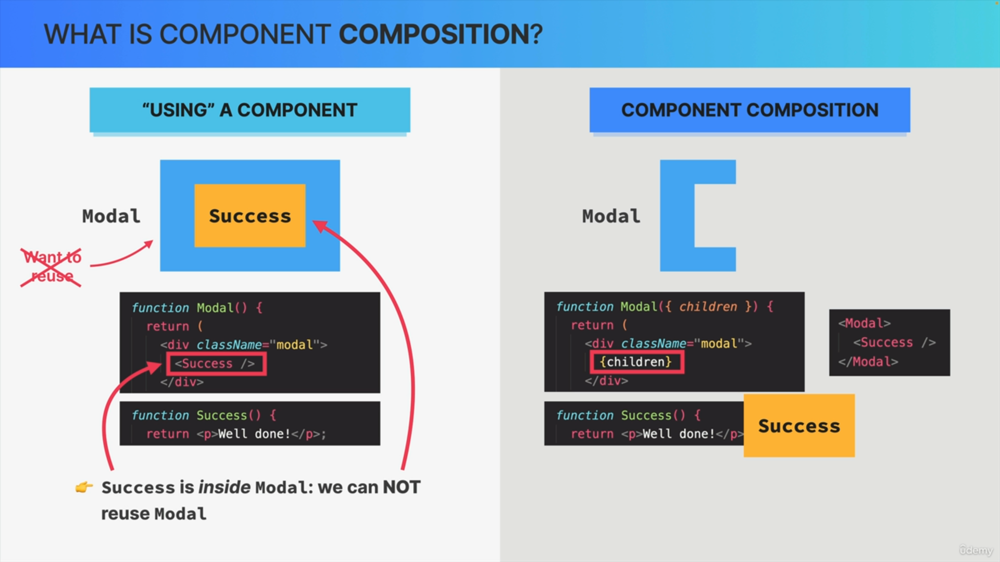 WHAT IS COMPONENT COMPOSITION?
“USING” A COMPONENT
Modal
Success
Want to
reuse
function Modal() {
return (
<div className="modal">
<Success />
</div>
function Success() {
return <p>Well done!</p>;
👉 Success is inside Modal: we can NOT
reuse Modal
COMPONENT COMPOSITION
Modal
function Modal({ children }) {
return (
<div className="modal">
{children}
</div>
<Modal>
<Success />
</Modal>
function Success() {
return <p>Well done!</p>
Success
ûdemy